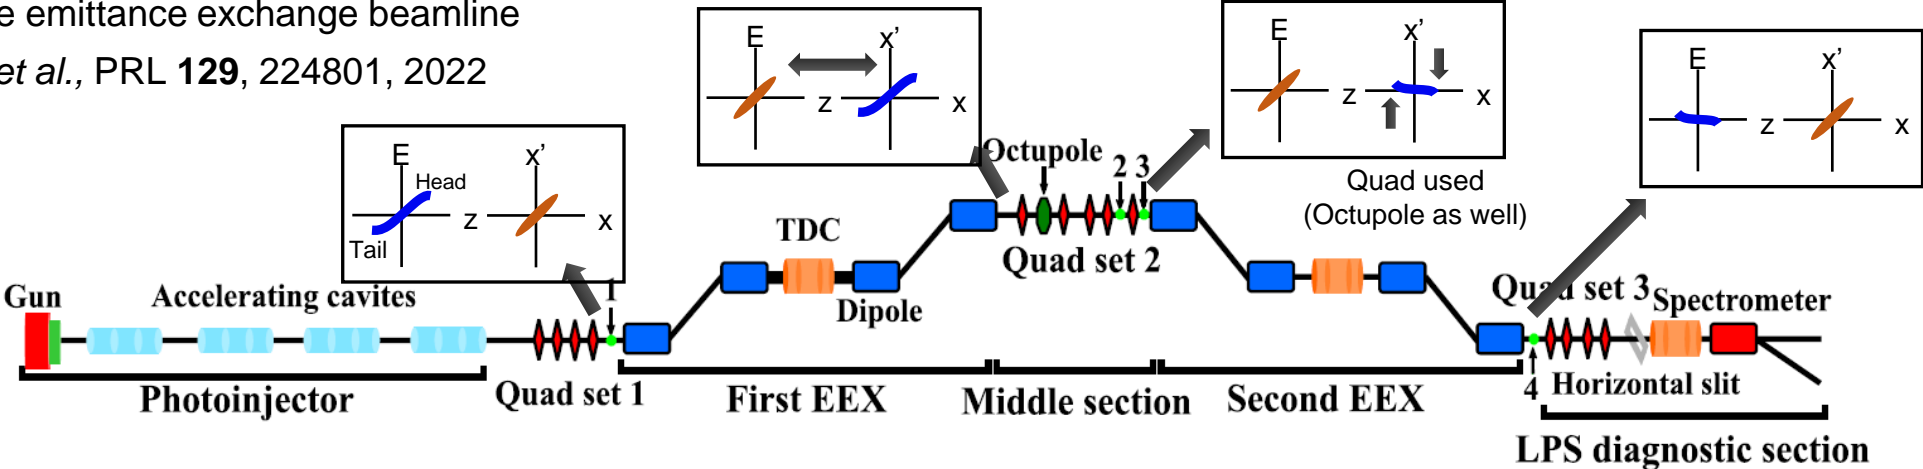 e emittance exchange beamline
et al., PRL 129, 224801, 2022
E
x'
z
x
E
x'
z
x
E
x'
z
x
E
x'
Head
z
x
Tail
Octupole
2 3
Quad used
(Octupole as well)
TDC
Quad set 2
Gun
Accelerating cavites
1
Dipole
Quad set 3
Spectrometer
Photoinjector
Quad set 1
First EEX
Middle section
Second EEX
4
Horizontal slit
LPS diagnostic section